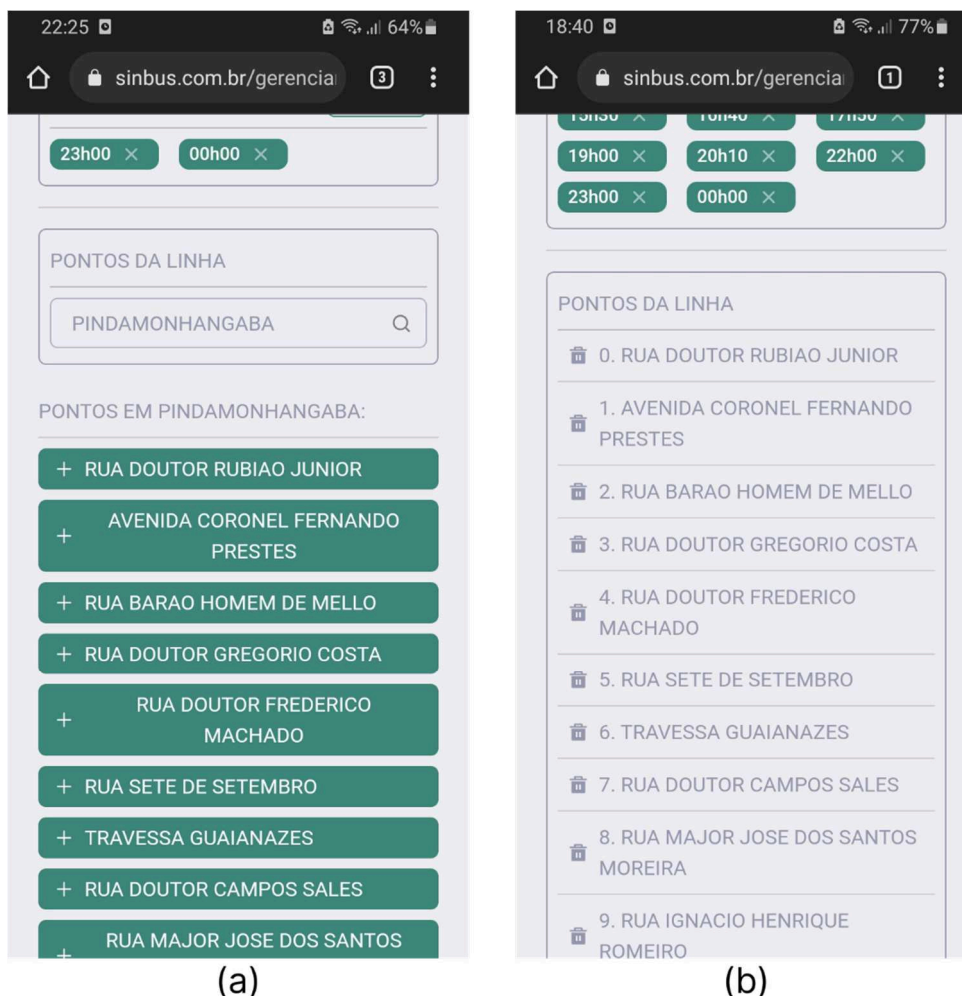 22:25
64%
sinbus.com.br/gerencia
3
23h00 ×
00h00 ×
PONTOS DA LINHA
PINDAMONHANGABA
PONTOS EM PINDAMONHANGABA:
+ RUA DOUTOR RUBIAO JUNIOR
+ AVENIDA CORONEL FERNANDO
PRESTES
+ RUA BARAO HOMEM DE MELLO
+ RUA DOUTOR GREGORIO COSTA
+ RUA DOUTOR FREDERICO
MACHADO
+ RUA SETE DE SETEMBRO
+ TRAVESSA GUAIANAZES
+ RUA DOUTOR CAMPOS SALES
+ RUA MAJOR JOSE DOS SANTOS
(a)
18:40
77%
sinbus.com.br/gerencia
1
15h30 × 16h40 × 17h50 ×
19h00 × 20h10 × 22h00 ×
23h00 × 00h00 ×
PONTOS DA LINHA
0. RUA DOUTOR RUBIAO JUNIOR
1. AVENIDA CORONEL FERNANDO
PRESTES
2. RUA BARAO HOMEM DE MELLO
3. RUA DOUTOR GREGORIO COSTA
4. RUA DOUTOR FREDERICO
MACHADO
5. RUA SETE DE SETEMBRO
6. TRAVESSA GUAIANAZES
7. RUA DOUTOR CAMPOS SALES
8. RUA MAJOR JOSE DOS SANTOS
MOREIRA
9. RUA IGNACIO HENRIQUE
ROMEIRO
(b)